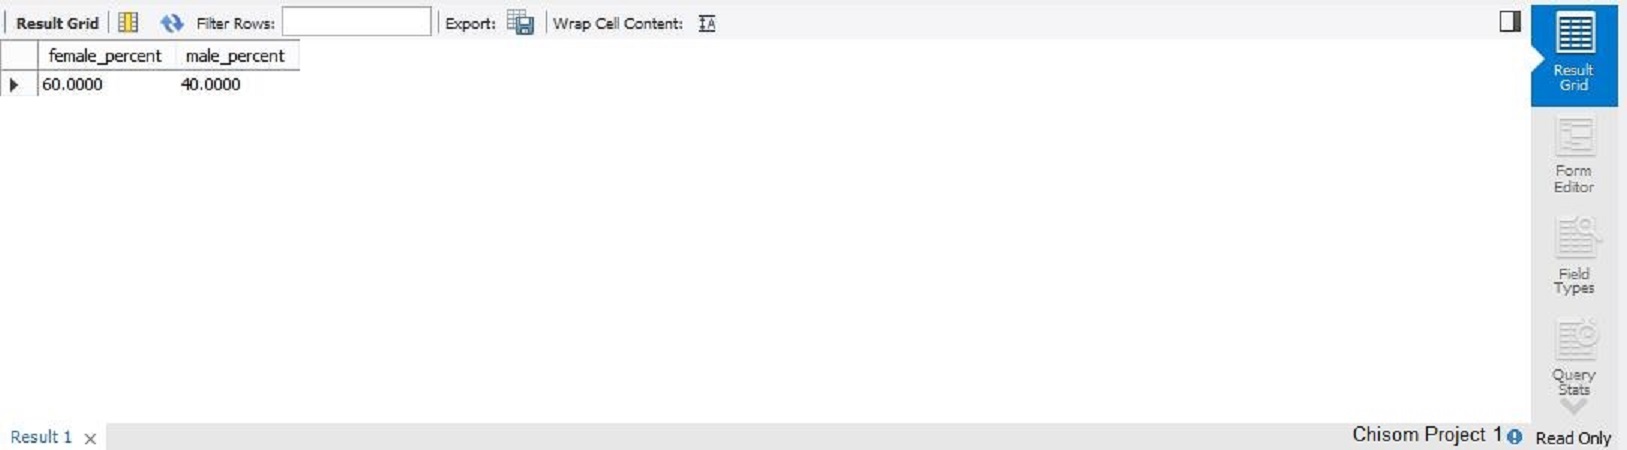 Result Grid Filter Rows: Export: Wrap Cell Content: IA
female_percent male_percent
60.0000 40.0000
Result
Grid
Form
Editor
Field
Types
Query
Stats
Result 1 x Chisom Project 1 Read Only